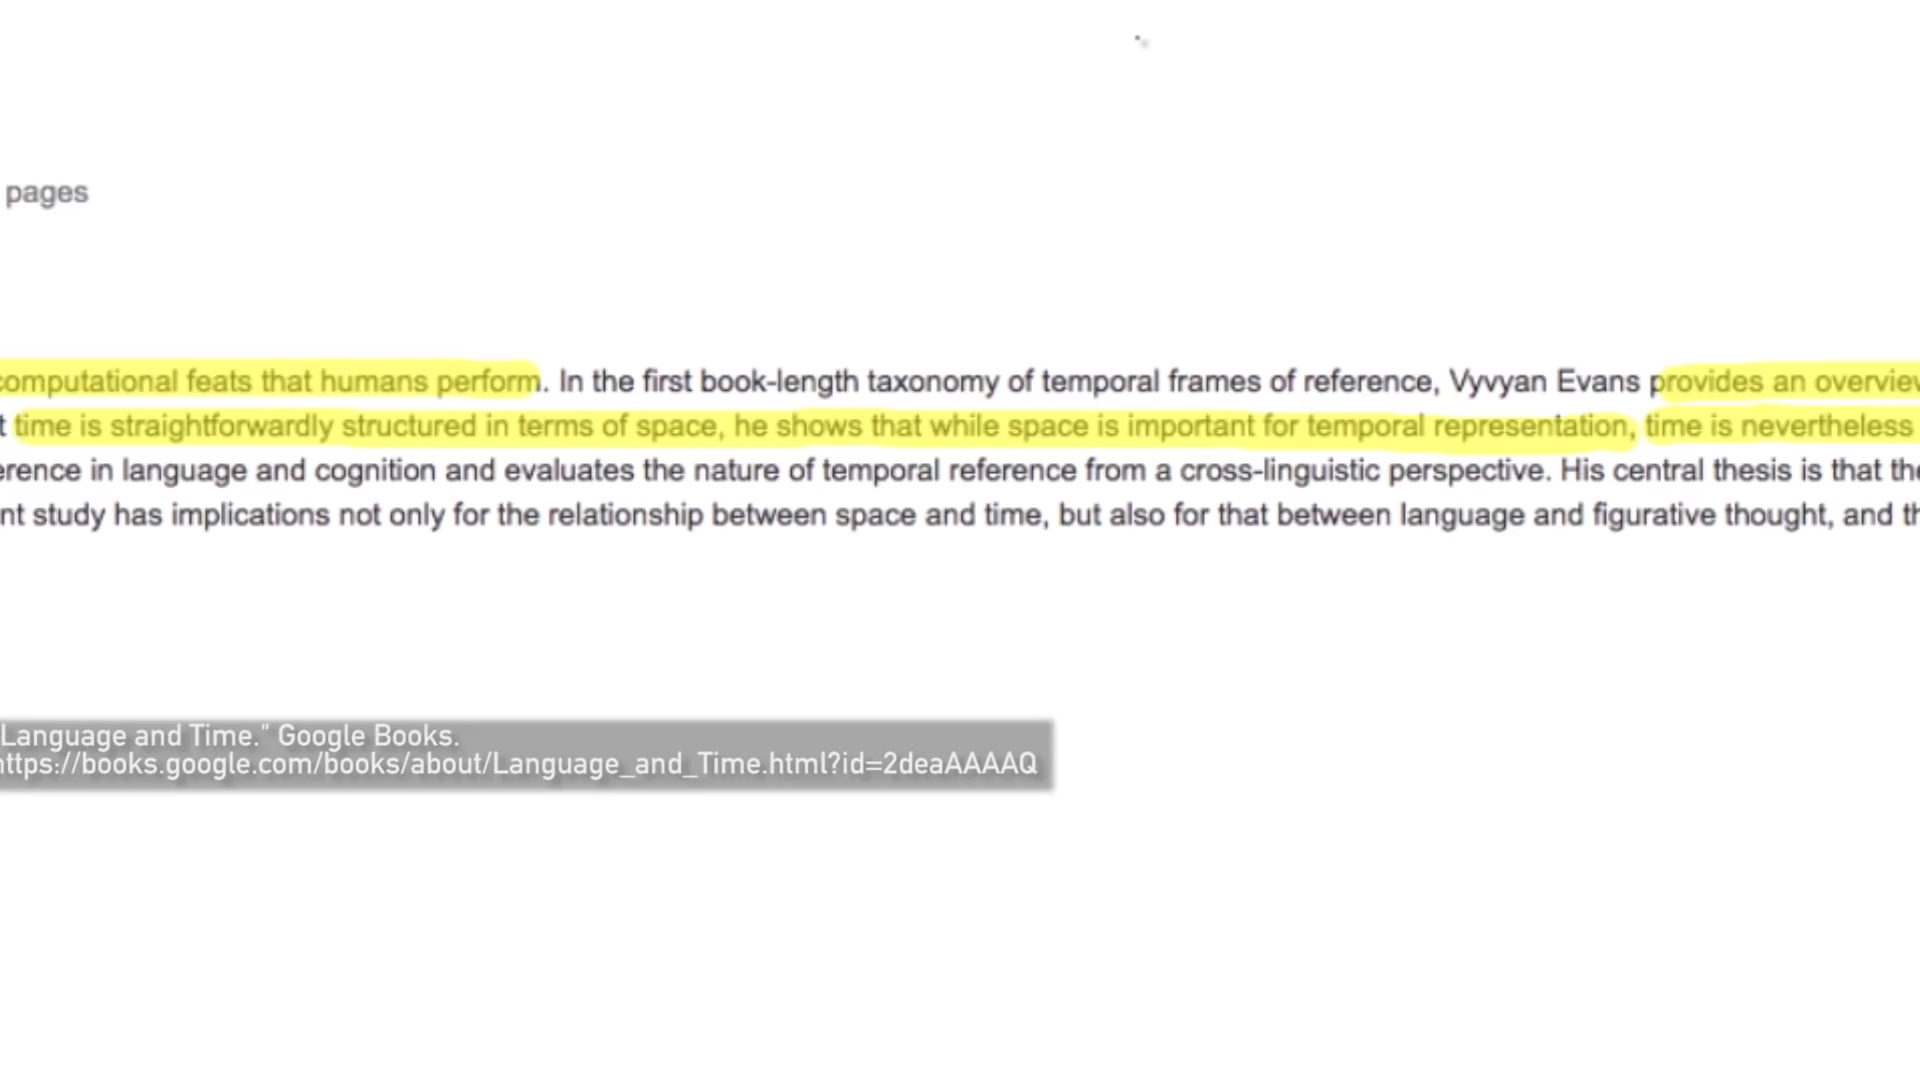 pages
computational feats that humans perform. In the first book-length taxonomy of temporal frames of reference, Vyvyan Evans provides an overview
t time is straightforwardly structured in terms of space, he shows that while space is important for temporal representation, time is nevertheless
erence in language and cognition and evaluates the nature of temporal reference from a cross-linguistic perspective. His central thesis is that the
nt study has implications not only for the relationship between space and time, but also for that between language and figurative thought, and th
Language and Time." Google Books.
https://books.google.com/books/about/Language_and_Time.html?id=2deaAAAAQ